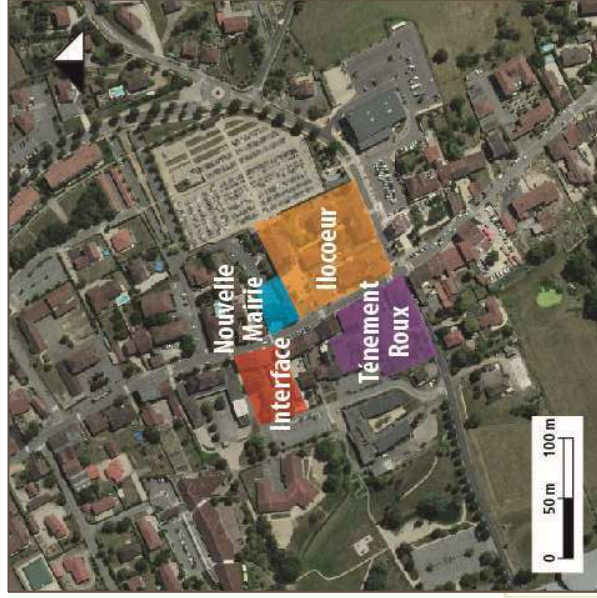 Nouvelle
Mairie
Interface
Ilocoeur
Ténement
Roux
0 50 m 100 m